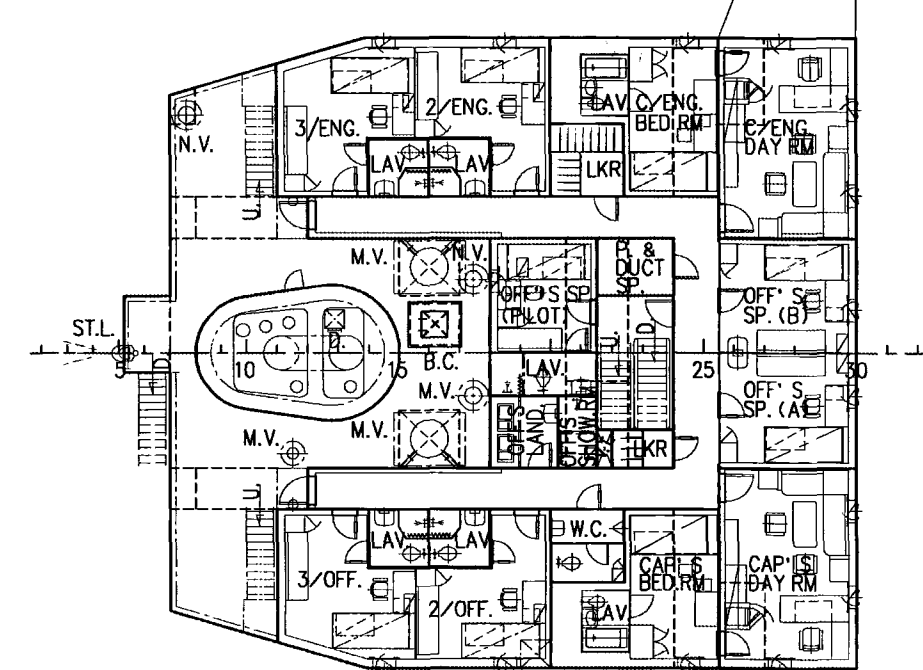 3/ENG.
2/ENG.
LAV.
C/ENG.
BED RM
C/ENG.
DAY RM
N.V.
LAV
LAV
LKR
U.
M.V.
N.V.
P. &
DUCT
SP.
OFF'S SP
(PILOT)
OFF'S
SP. (B)
ST.L.
5
D
10
D.
15
B.C.
LAV
U.
D
25
30
M.V.
OFF'S
SP. (A)
M.V.
M.V.
OFF'S
LAND
LKR
U
LAV
LAV
W.C.
3/OFF.
2/OFF.
CAP'S
BED RM
CAP'S
DAY RM
LAV